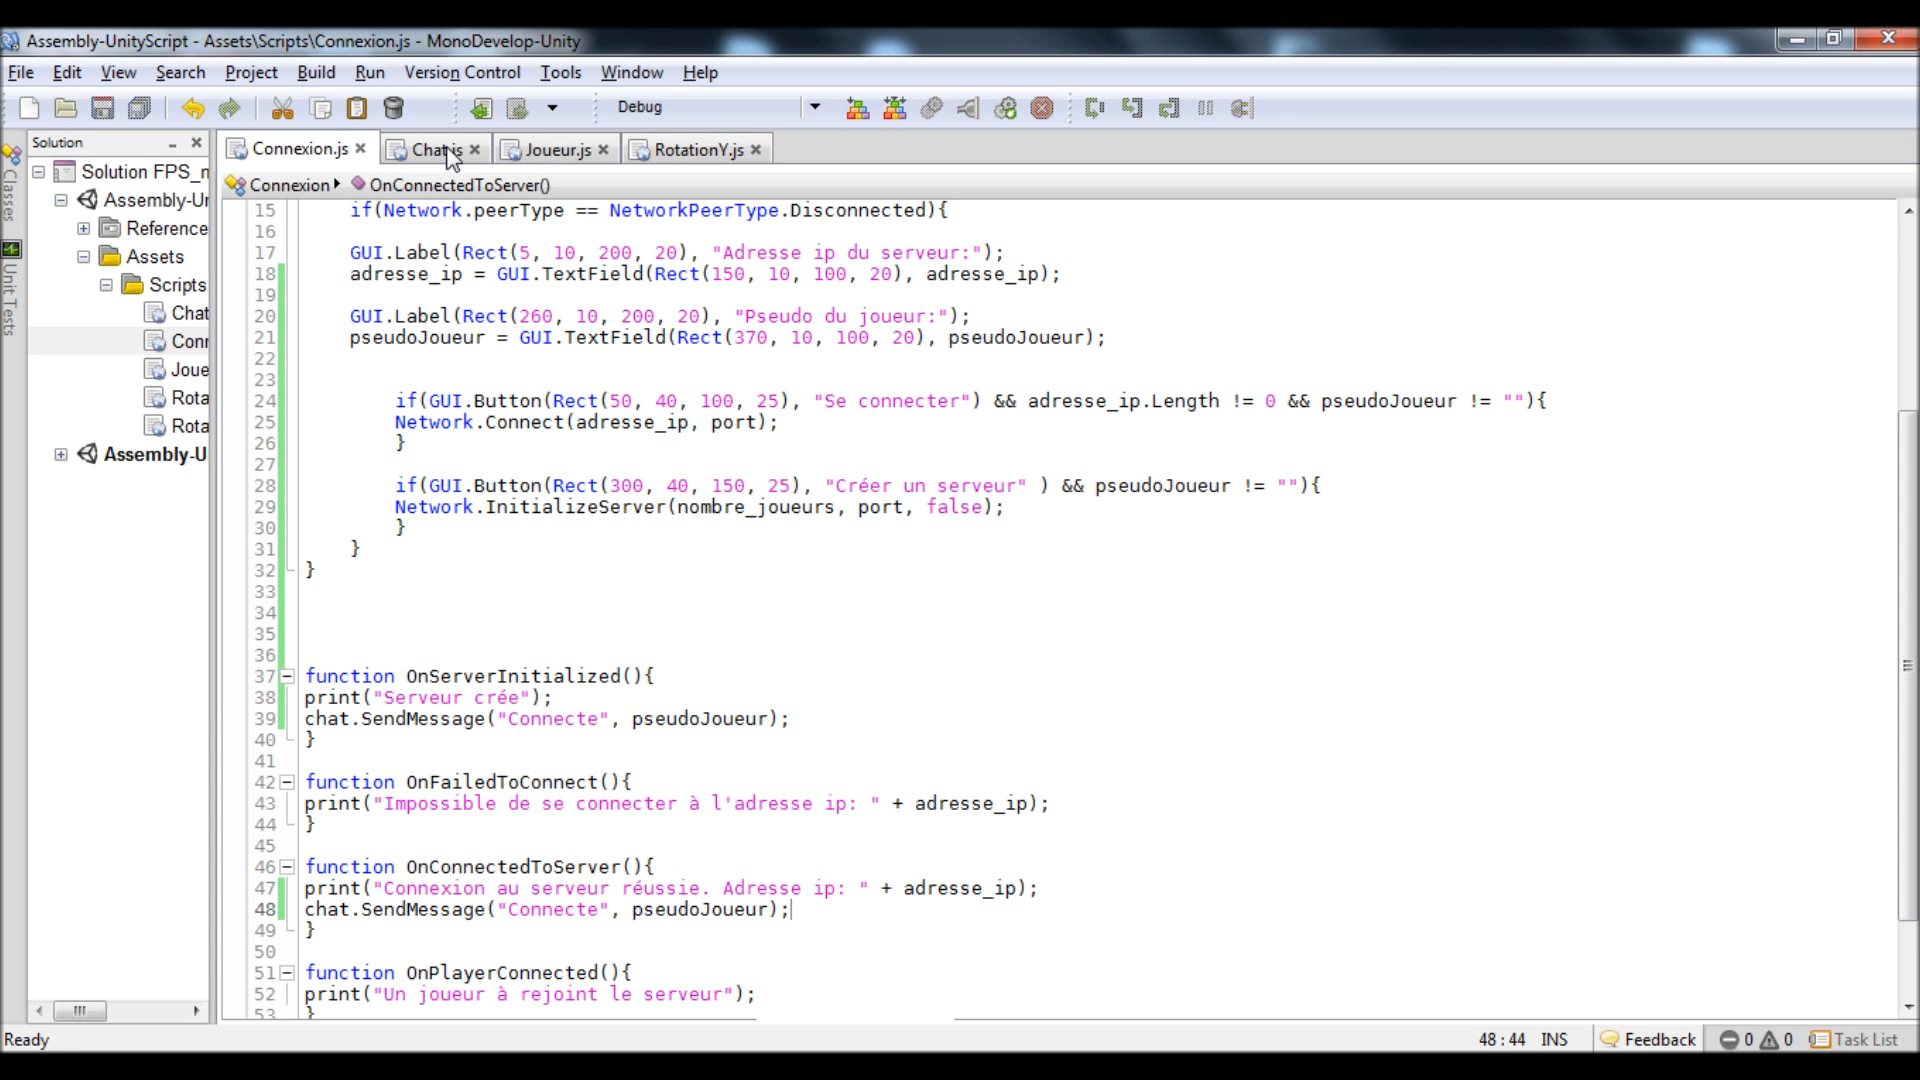 Assembly-UnityScript - Assets\Scripts\Connexion.js - MonoDevelop-Unity
File Edit View Search Project Build Run Version Control Tools Window Help
Debug
Solution
Connexion.js Chat.js Joueur.js RotationY.js
Classes
Unit Tests
Solution FPS_n
Assembly-Un
Reference
Assets
Scripts
Chat
Conn
Joue
Rota
Rota
Assembly-U
Connexion OnConnectedToServer()
15 if(Network.peerType == NetworkPeerType.Disconnected){
16
17 GUI.Label(Rect(5, 10, 200, 20), "Adresse ip du serveur:");
18 adresse_ip = GUI.TextField(Rect(150, 10, 100, 20), adresse_ip);
19
20 GUI.Label(Rect(260, 10, 200, 20), "Pseudo du joueur:");
21 pseudoJoueur = GUI.TextField(Rect(370, 10, 100, 20), pseudoJoueur);
22
23
24 if(GUI.Button(Rect(50, 40, 100, 25), "Se connecter") && adresse_ip.Length != 0 && pseudoJoueur != ""){
25 Network.Connect(adresse_ip, port);
26 }
27
28 if(GUI.Button(Rect(300, 40, 150, 25), "Créer un serveur" ) && pseudoJoueur != ""){
29 Network.InitializeServer(nombre_joueurs, port, false);
30 }
31 }
32 }
33
34
35
36
37 function OnServerInitialized(){
38 print("Serveur crée");
39 chat.SendMessage("Connecte", pseudoJoueur);
40 }
41
42 function OnFailedToConnect(){
43 print("Impossible de se connecter à l'adresse ip: " + adresse_ip);
44 }
45
46 function OnConnectedToServer(){
47 print("Connexion au serveur réussie. Adresse ip: " + adresse_ip);
48 chat.SendMessage("Connecte", pseudoJoueur);
49 }
50
51 function OnPlayerConnected(){
52 print("Un joueur à rejoint le serveur");
53 }
Ready
48 : 44 INS Feedback 0 0 Task List